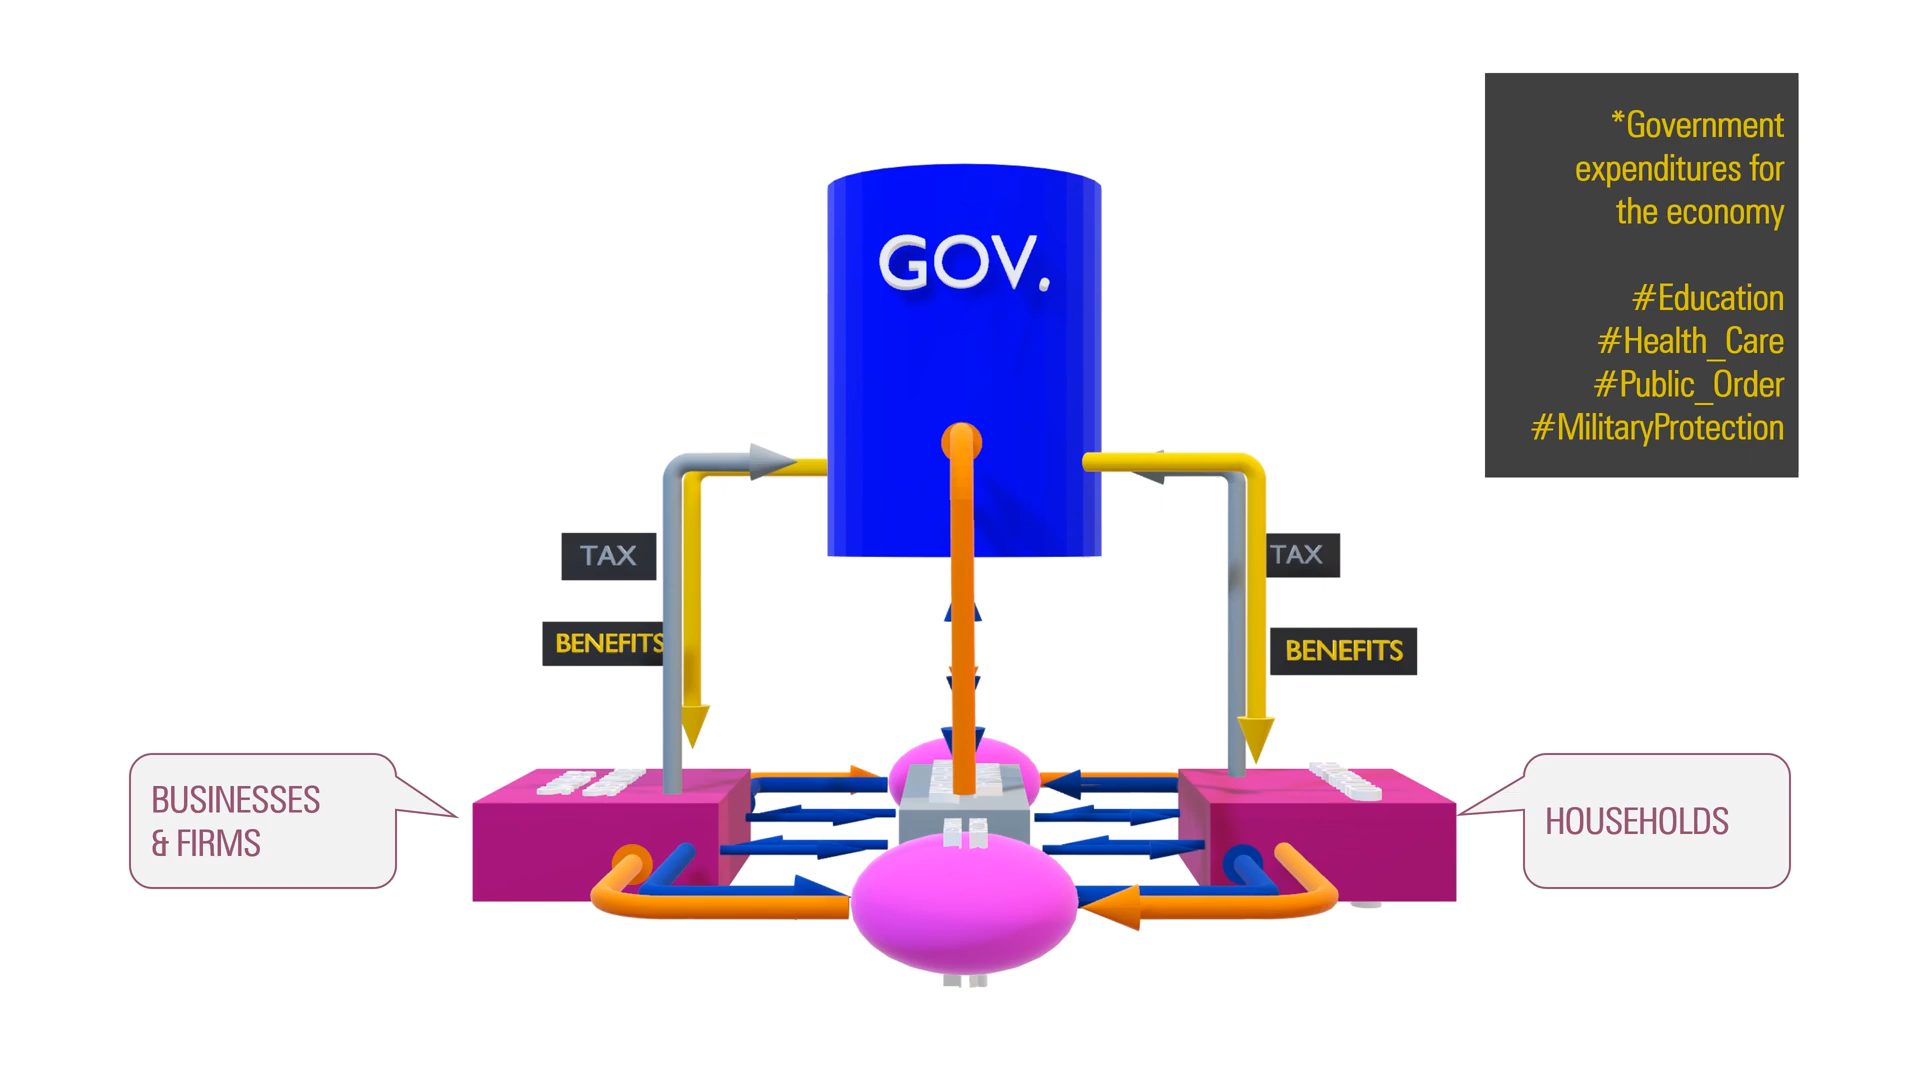 *Government
expenditures for
the economy
#Education
#Health_Care
#Public_Order
#MilitaryProtection
GOV.
TAX
TAX
BENEFITS
BENEFITS
BUSINESSES
& FIRMS
HOUSEHOLDS